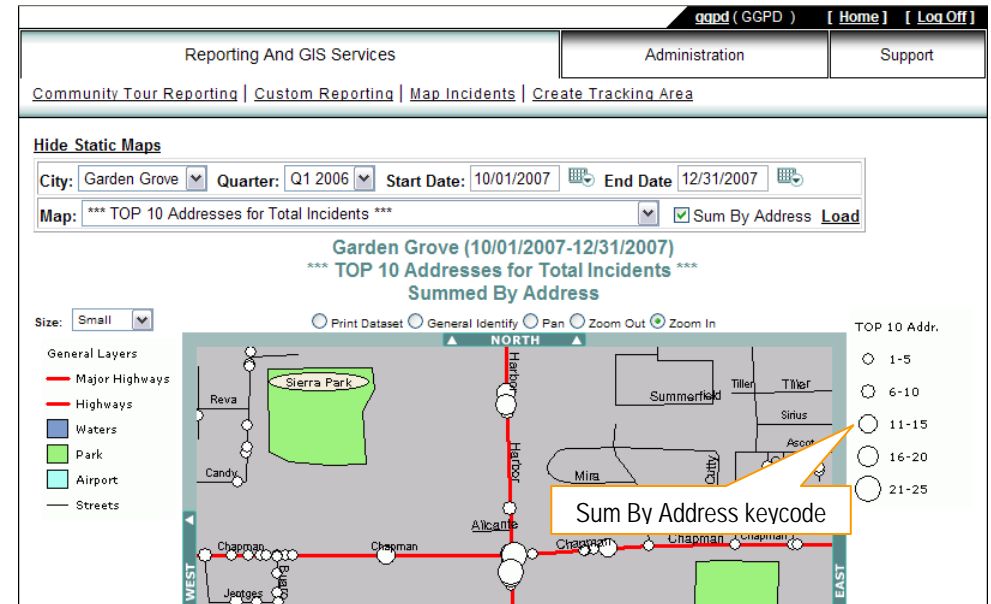 ggpd ( GGPD ) [ Home ] [ Log Off ]
Reporting And GIS Services Administration Support
Community Tour Reporting | Custom Reporting | Map Incidents | Create Tracking Area
Hide Static Maps
City: Garden Grove Quarter: Q1 2006 Start Date: 10/01/2007 End Date 12/31/2007
Map: *** TOP 10 Addresses for Total Incidents *** Sum By Address Load
Garden Grove (10/01/2007-12/31/2007)
*** TOP 10 Addresses for Total Incidents ***
Summed By Address
Size: Small Print Dataset General Identify Pan Zoom Out Zoom In
NORTH
TOP 10 Addr.
1-5
6-10
11-15
16-20
21-25
General Layers
Major Highways
Highways
Waters
Park
Airport
Streets
Sierra Park
Reva
Harbor
Summerfield
Tiller Tiller
Sirius
Ascot
Candy
Harbor
Mira
Cutty
Sum By Address keycode
Alicante
Chapman Chapman Chapman Chapman Chapman
WEST
EAST
Jentges